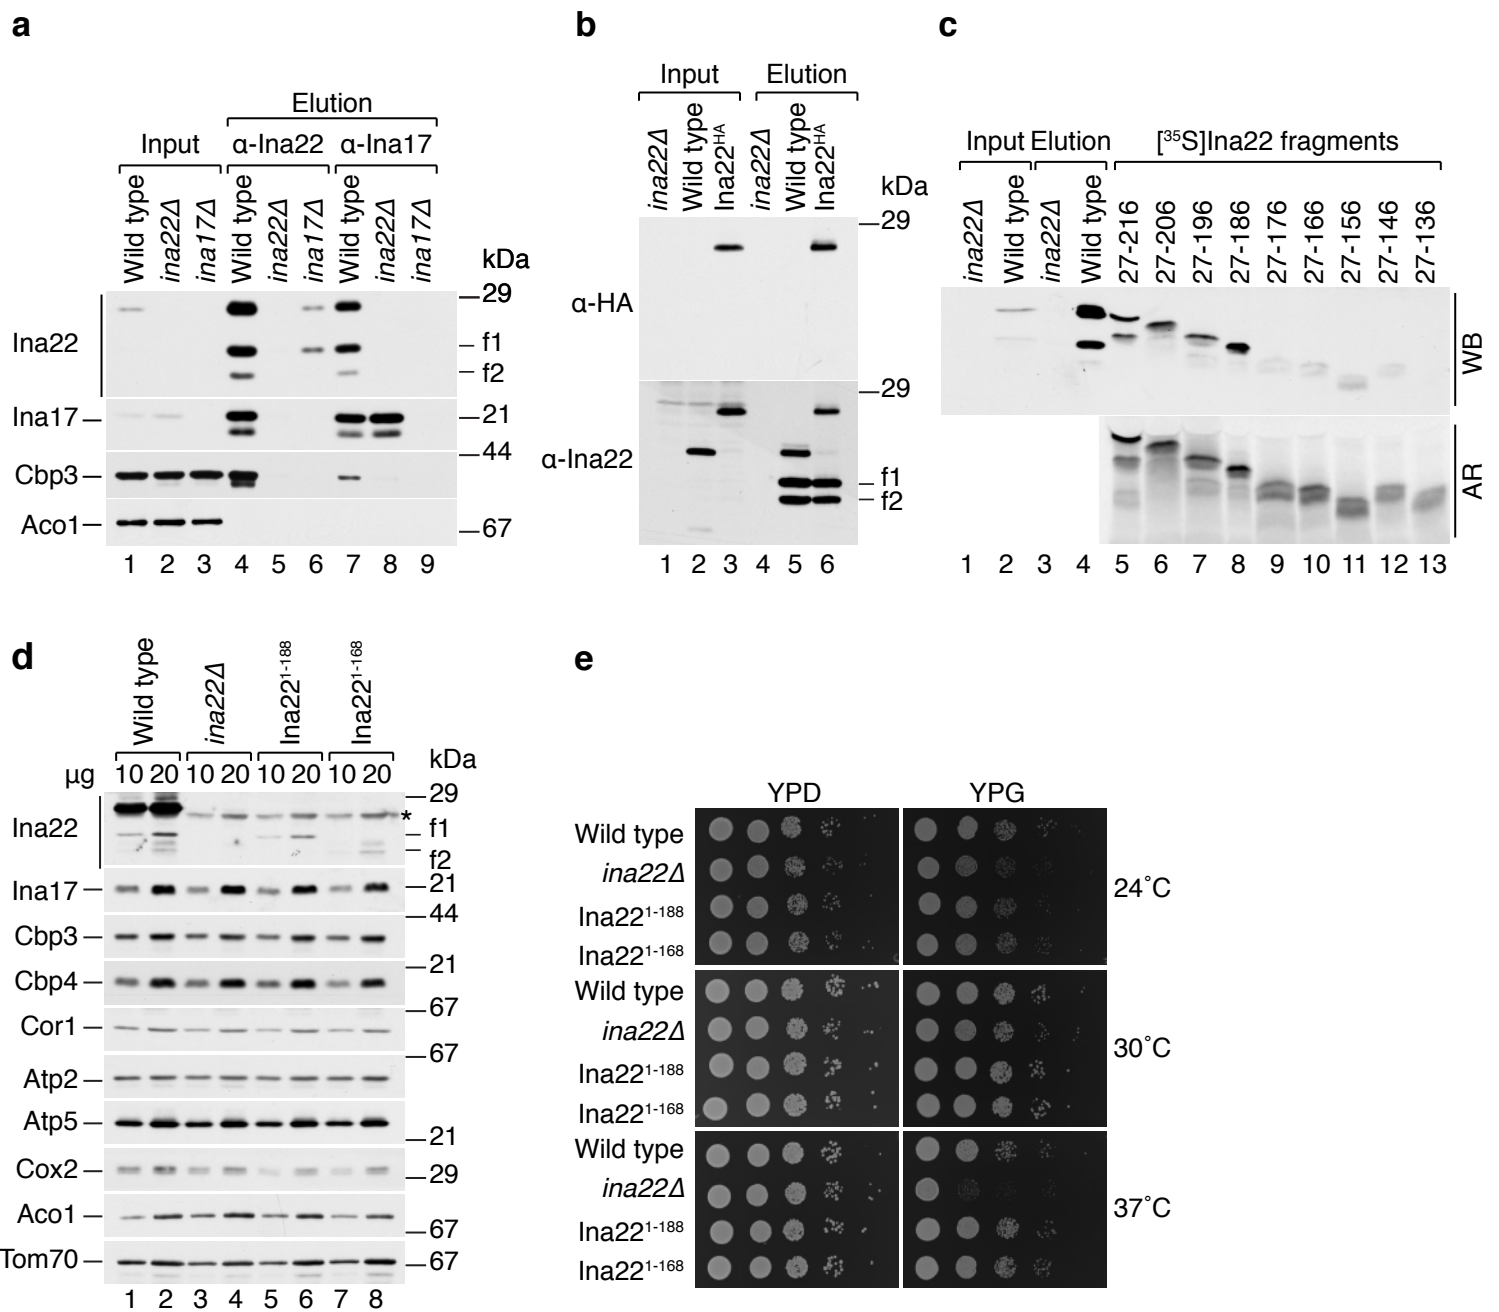 a
Elution
Input
α-Ina22
α-Ina17
Wild type
ina22Δ
ina17Δ
Wild type
ina22Δ
ina17Δ
Wild type
ina22Δ
ina17Δ
kDa
29
Ina22
f1
f2
Ina17
21
44
Cbp3
Aco1
67
1 2 3 4 5 6 7 8 9
b
Input
Elution
ina22Δ
Wild type
Ina22HA
ina22Δ
Wild type
Ina22HA
kDa
29
α-HA
29
α-Ina22
f1
f2
1 2 3 4 5 6
c
Input Elution
[35S]Ina22 fragments
ina22Δ
Wild type
ina22Δ
Wild type
27-216
27-206
27-196
27-186
27-176
27-166
27-156
27-146
27-136
WB
AR
1 2 3 4 5 6 7 8 9 10 11 12 13
d
Wild type
ina22Δ
Ina221-188
Ina221-168
kDa
µg
10 20 10 20 10 20 10 20
29
*
Ina22
f1
f2
Ina17
21
44
Cbp3
21
Cbp4
67
Cor1
67
Atp2
Atp5
21
Cox2
29
Aco1
67
Tom70
67
1 2 3 4 5 6 7 8
e
YPD
YPG
Wild type
ina22Δ
Ina221-188
Ina221-168
24˚C
Wild type
ina22Δ
Ina221-188
Ina221-168
30˚C
Wild type
ina22Δ
Ina221-188
Ina221-168
37˚C